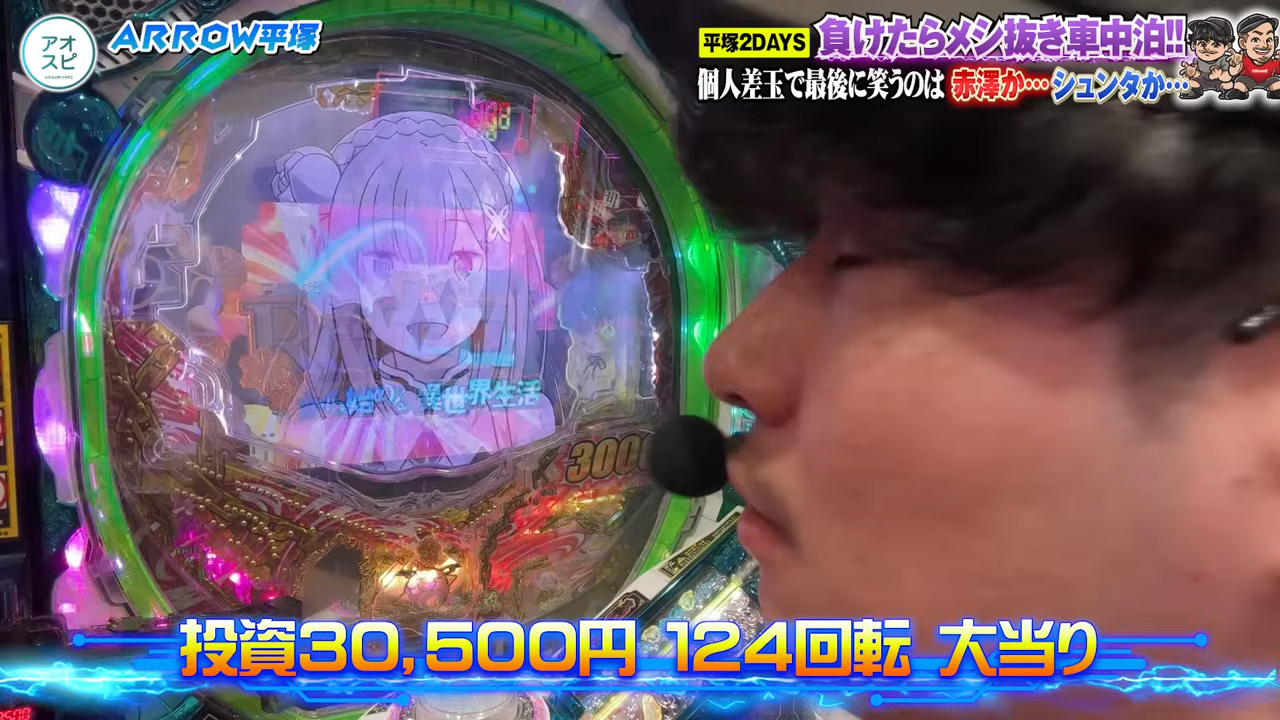 アオスピ
ARROW平塚
平塚2DAYS 負けたらメシ抜き車中泊!!
個人差玉で最後に笑うのは 赤澤か… シュンタか…
異世界生活
3000
投資30,500円 124回転 大当り